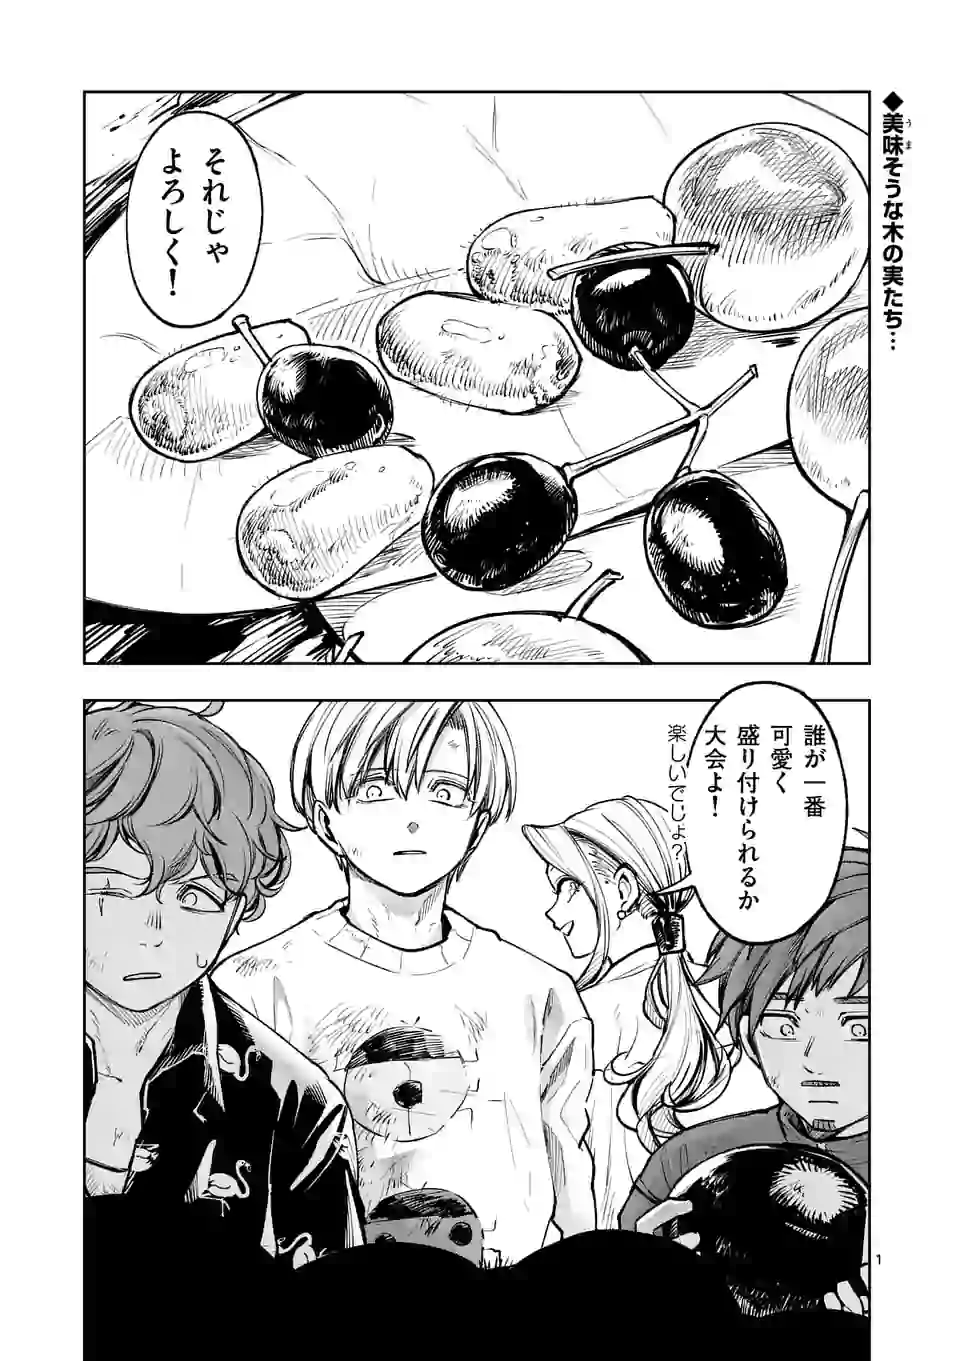 ◆美味そうな木の実たち…
うま
それじゃ
よろしく!
誰が一番
可愛く
盛り付けられるか
大会よ!
楽しいでしょ?
1